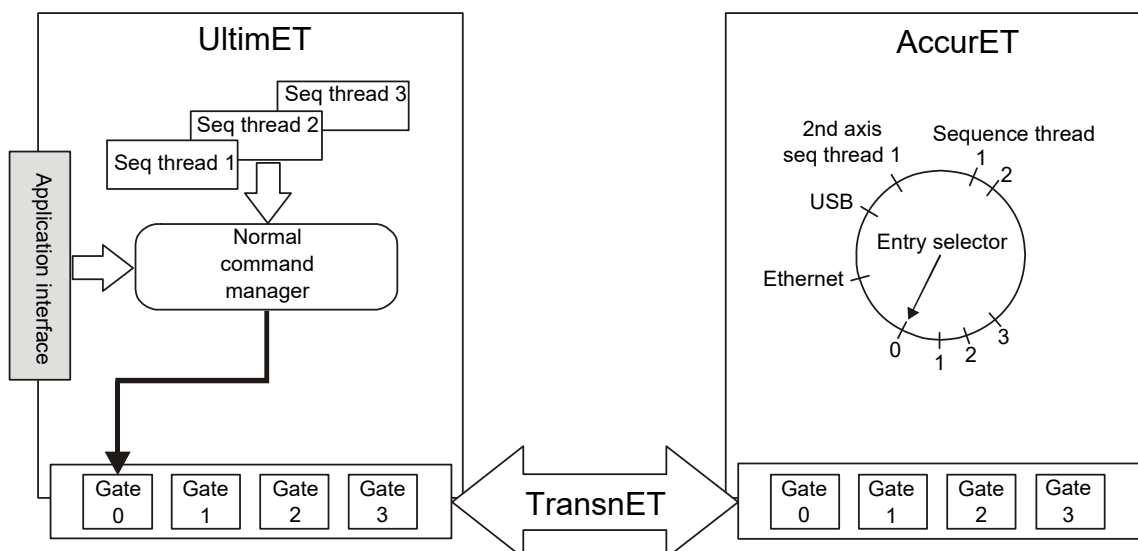 UltimET
Seq thread 3
Seq thread 2
Seq thread 1
Application interface
Normal
command
manager
Gate
0
Gate
1
Gate
2
Gate
3
TransnET
AccurET
2nd axis
seq thread 1
Sequence thread
1
2
USB
Entry selector
Ethernet
0
1
2
3
Gate
0
Gate
1
Gate
2
Gate
3